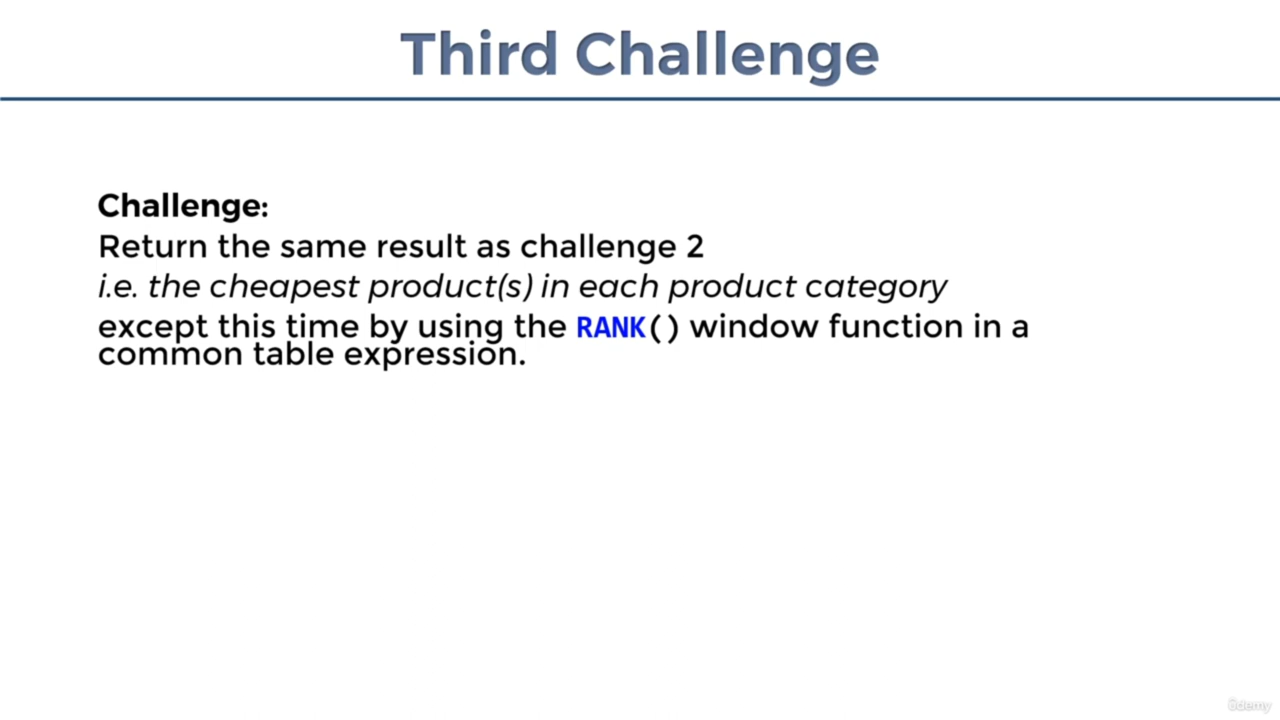 Third Challenge
Challenge:
Return the same result as challenge 2
i.e. the cheapest product(s) in each product category
except this time by using the RANK() window function in a
common table expression.
ûdemy